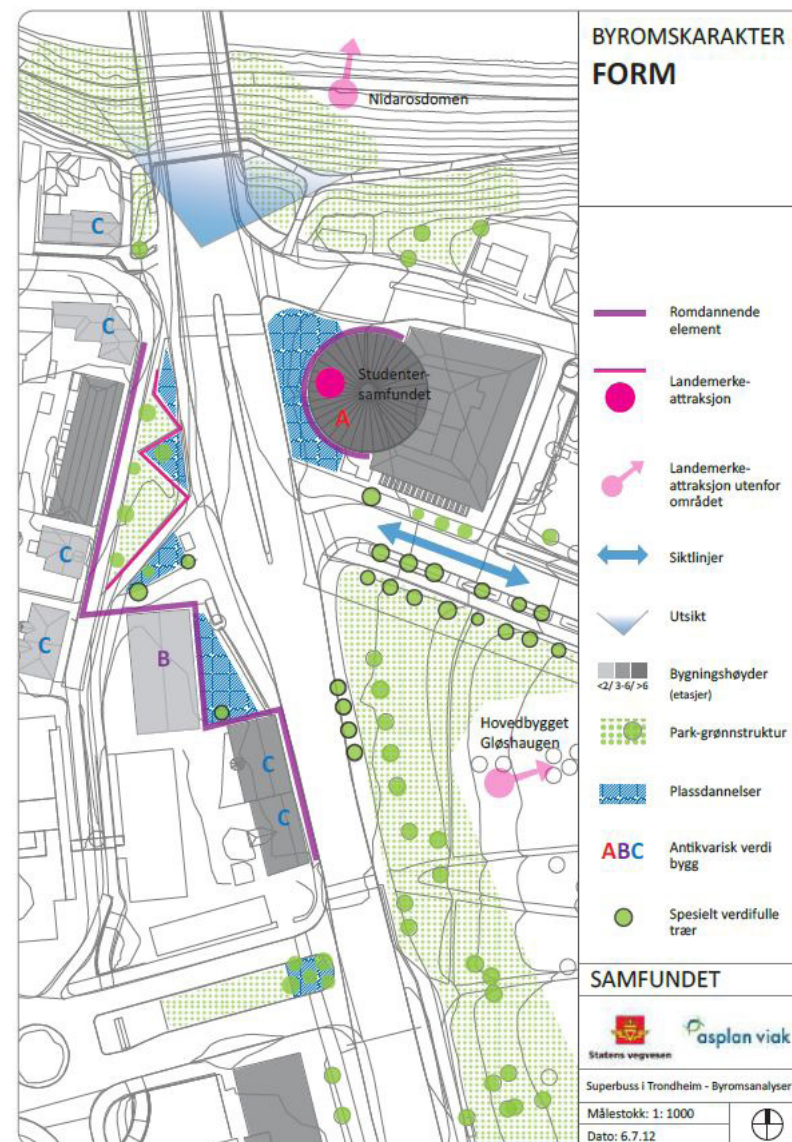 BYROMSKARAKTER
FORM
Nidarosdomen
C
C
Studenter-
samfundet
A
C
C
B
C
C
Hovedbygget
Gløshaugen
Romdannende
element
Landemerke-
attraksjon
Landemerke-
attraksjon utenfor
området
Siktlinjer
Utsikt
<2/ 3-6/ >6
Bygningshøyder
(etasjer)
Park-grønnstruktur
Plassdannelser
ABC
Antikvarisk verdi
bygg
Spesielt verdifulle
trær
SAMFUNDET
Statens vegvesen
asplan viak
Superbuss i Trondheim - Byromsanalyser
Målestokk: 1: 1000
Dato: 6.7.12